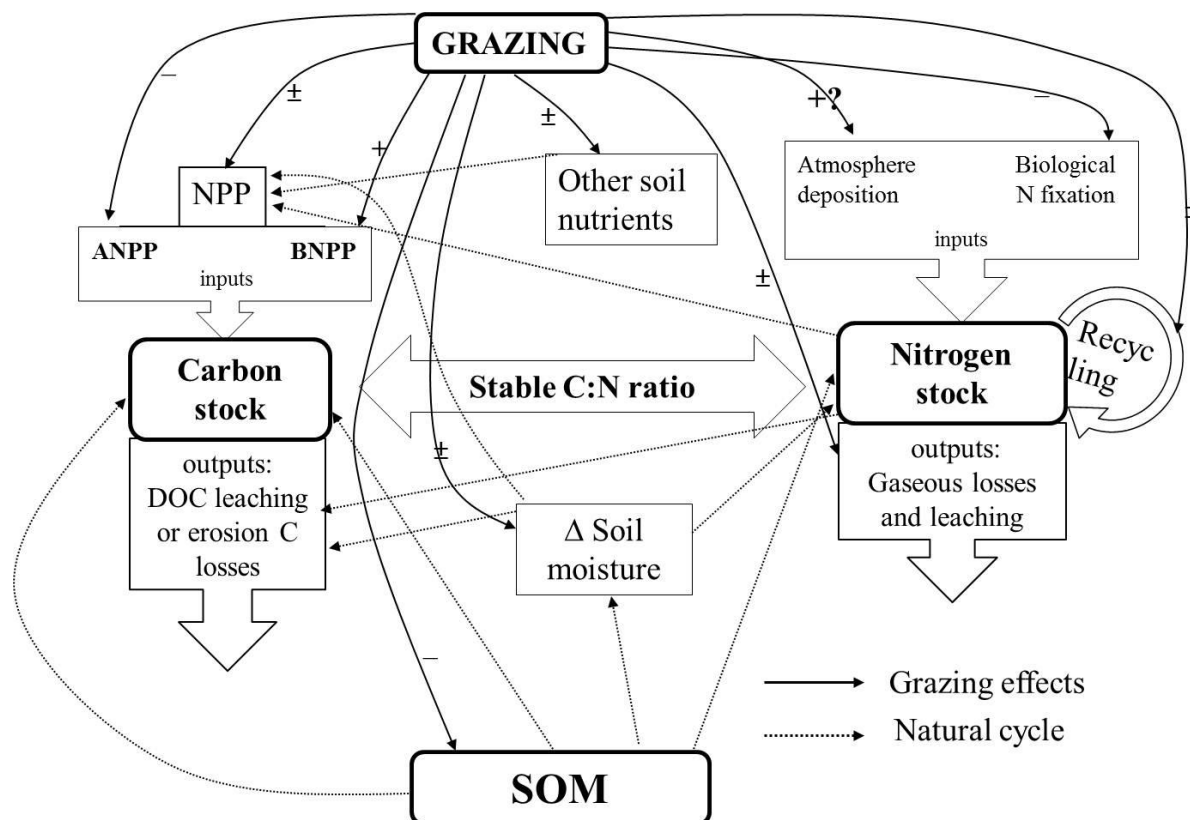 GRAZING
–
±
+
±
+?
–
±
NPP
ANPP
BNPP
inputs
Other soil
nutrients
Atmosphere
deposition
Biological
N fixation
inputs
±
Carbon
stock
Stable C:N ratio
Nitrogen
stock
Recyc
ling
outputs:
DOC leaching
or erosion C
losses
±
Δ Soil
moisture
outputs:
Gaseous losses
and leaching
–
Grazing effects
Natural cycle
SOM